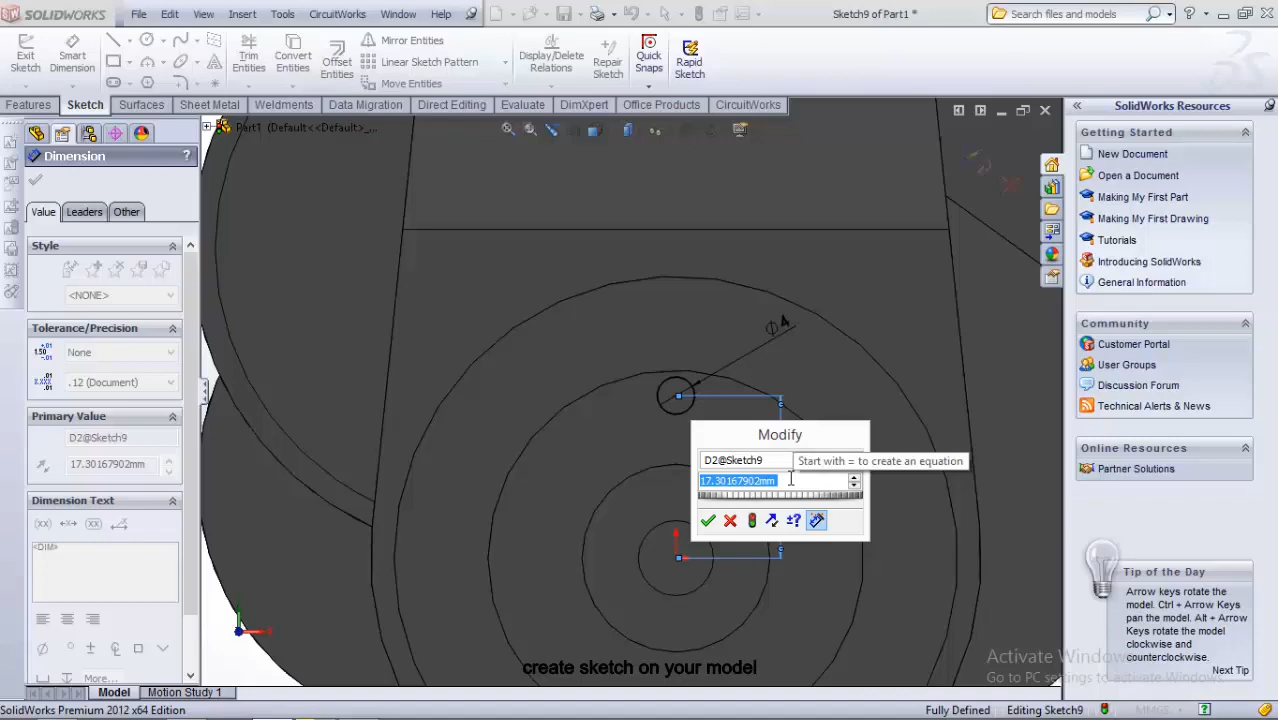 SOLIDWORKS File Edit View Insert Tools CircuitWorks Window Help Sketch9 of Part1 * Search files and models
Exit Sketch Smart Dimension Trim Entities Convert Entities Offset Entities Mirror Entities Linear Sketch Pattern Move Entities Display/Delete Relations Repair Sketch Quick Snaps Rapid Sketch
Features Sketch Surfaces Sheet Metal Weldments Data Migration Direct Editing Evaluate DimXpert Office Products CircuitWorks
SolidWorks Resources
Part1 (Default<<Default>_...
Dimension ?
Value Leaders Other
Style
<NONE>
Tolerance/Precision
None
.12 (Document)
Primary Value
D2@Sketch9
17.30167902mm
<DIM>
More...
Φ4
Modify
D2@Sketch9
Start with = to create an equation
17.30167902mm
create sketch on your model
Getting Started
New Document
Open a Document
Making My First Part
Making My First Drawing
Tutorials
Introducing SolidWorks
General Information
Community
Customer Portal
User Groups
Discussion Forum
Technical Alerts & News
Online Resources
Partner Solutions
Tip of the Day
Arrow keys rotate the
model. Ctrl + Arrow Keys
pan the model. Alt + Arrow
Keys rotate the model
clockwise and
counterclockwise.
Next Tip
Activate Windows
Go to PC settings to activate Windows.
Model Motion Study 1
SolidWorks Premium 2012 x64 Edition Fully Defined Editing Sketch9 MMGS